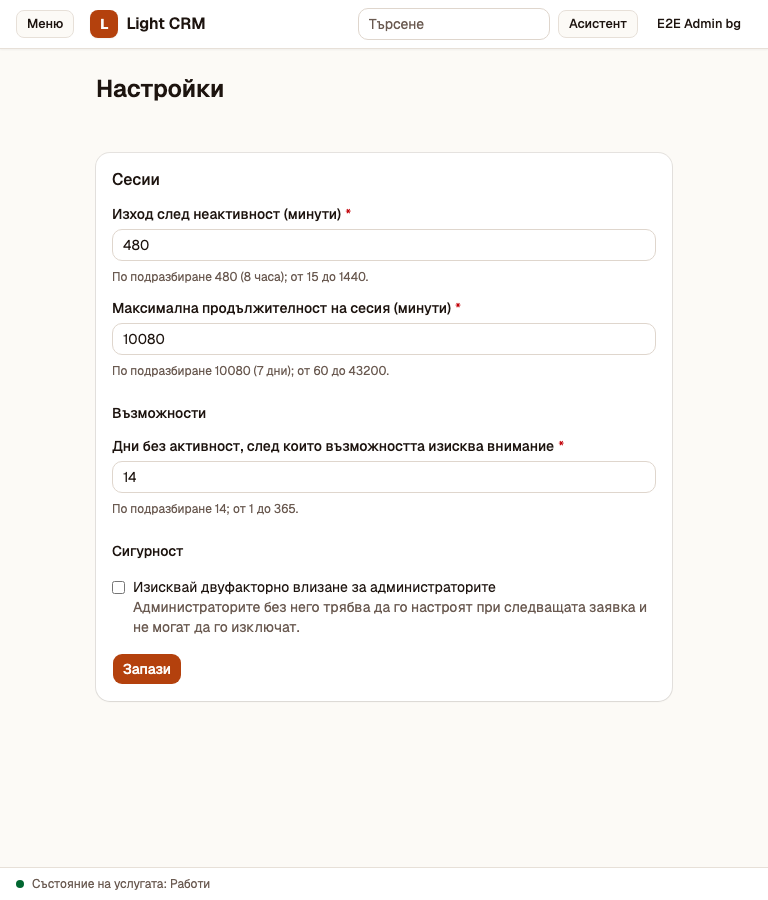 Меню
L
Light CRM
Търсене
Асистент
E2E Admin bg
Настройки
Сесии
Изход след неактивност (минути) *
480
По подразбиране 480 (8 часа); от 15 до 1440.
Максимална продължителност на сесия (минути) *
10080
По подразбиране 10080 (7 дни); от 60 до 43200.
Възможности
Дни без активност, след които възможността изисква внимание *
14
По подразбиране 14; от 1 до 365.
Сигурност
Изисквай двуфакторно влизане за администраторите
Администраторите без него трябва да го настроят при следващата заявка и
не могат да го изключат.
Запази
Състояние на услугата: Работи